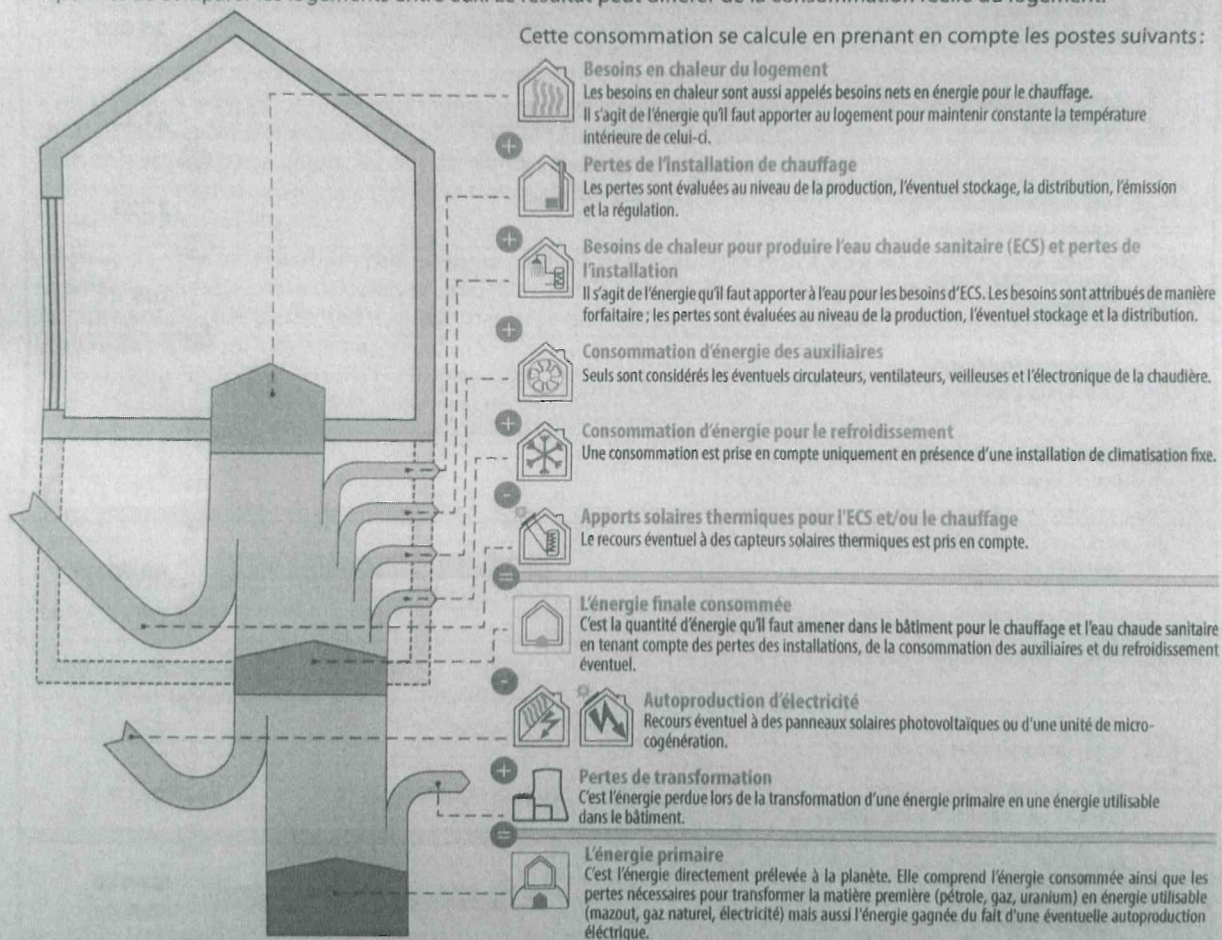 Cette consommation se calcule en prenant en compte les postes suivants :
Besoins en chaleur du logement
Les besoins en chaleur sont aussi appelés besoins nets en énergie pour le chauffage.
Il s'agit de l'énergie qu'il faut apporter au logement pour maintenir constante la température
intérieure de celui-ci.
+
Pertes de l'installation de chauffage
Les pertes sont évaluées au niveau de la production, l'éventuel stockage, la distribution, l'émission
et la régulation.
+
Besoins de chaleur pour produire l'eau chaude sanitaire (ECS) et pertes de
l'installation
Il s'agit de l'énergie qu'il faut apporter à l'eau pour les besoins d'ECS. Les besoins sont attribués de manière
forfaitaire ; les pertes sont évaluées au niveau de la production, l'éventuel stockage et la distribution.
+
Consommation d'énergie des auxiliaires
Seuls sont considérés les éventuels circulateurs, ventilateurs, veilleuses et l'électronique de la chaudière.
+
Consommation d'énergie pour le refroidissement
Une consommation est prise en compte uniquement en présence d'une installation de climatisation fixe.
-
Apports solaires thermiques pour l'ECS et/ou le chauffage
Le recours éventuel à des capteurs solaires thermiques est pris en compte.
=
L'énergie finale consommée
C'est la quantité d'énergie qu'il faut amener dans le bâtiment pour le chauffage et l'eau chaude sanitaire
en tenant compte des pertes des installations, de la consommation des auxiliaires et du refroidissement
éventuel.
-
Autoproduction d'électricité
Recours éventuel à des panneaux solaires photovoltaïques ou d'une unité de micro-
cogénération.
+
Pertes de transformation
C'est l'énergie perdue lors de la transformation d'une énergie primaire en une énergie utilisable
dans le bâtiment.
=
L'énergie primaire
C'est l'énergie directement prélevée à la planète. Elle comprend l'énergie consommée ainsi que les
pertes nécessaires pour transformer la matière première (pétrole, gaz, uranium) en énergie utilisable
(mazout, gaz naturel, électricité) mais aussi l'énergie gagnée du fait d'une éventuelle autoproduction
électrique.